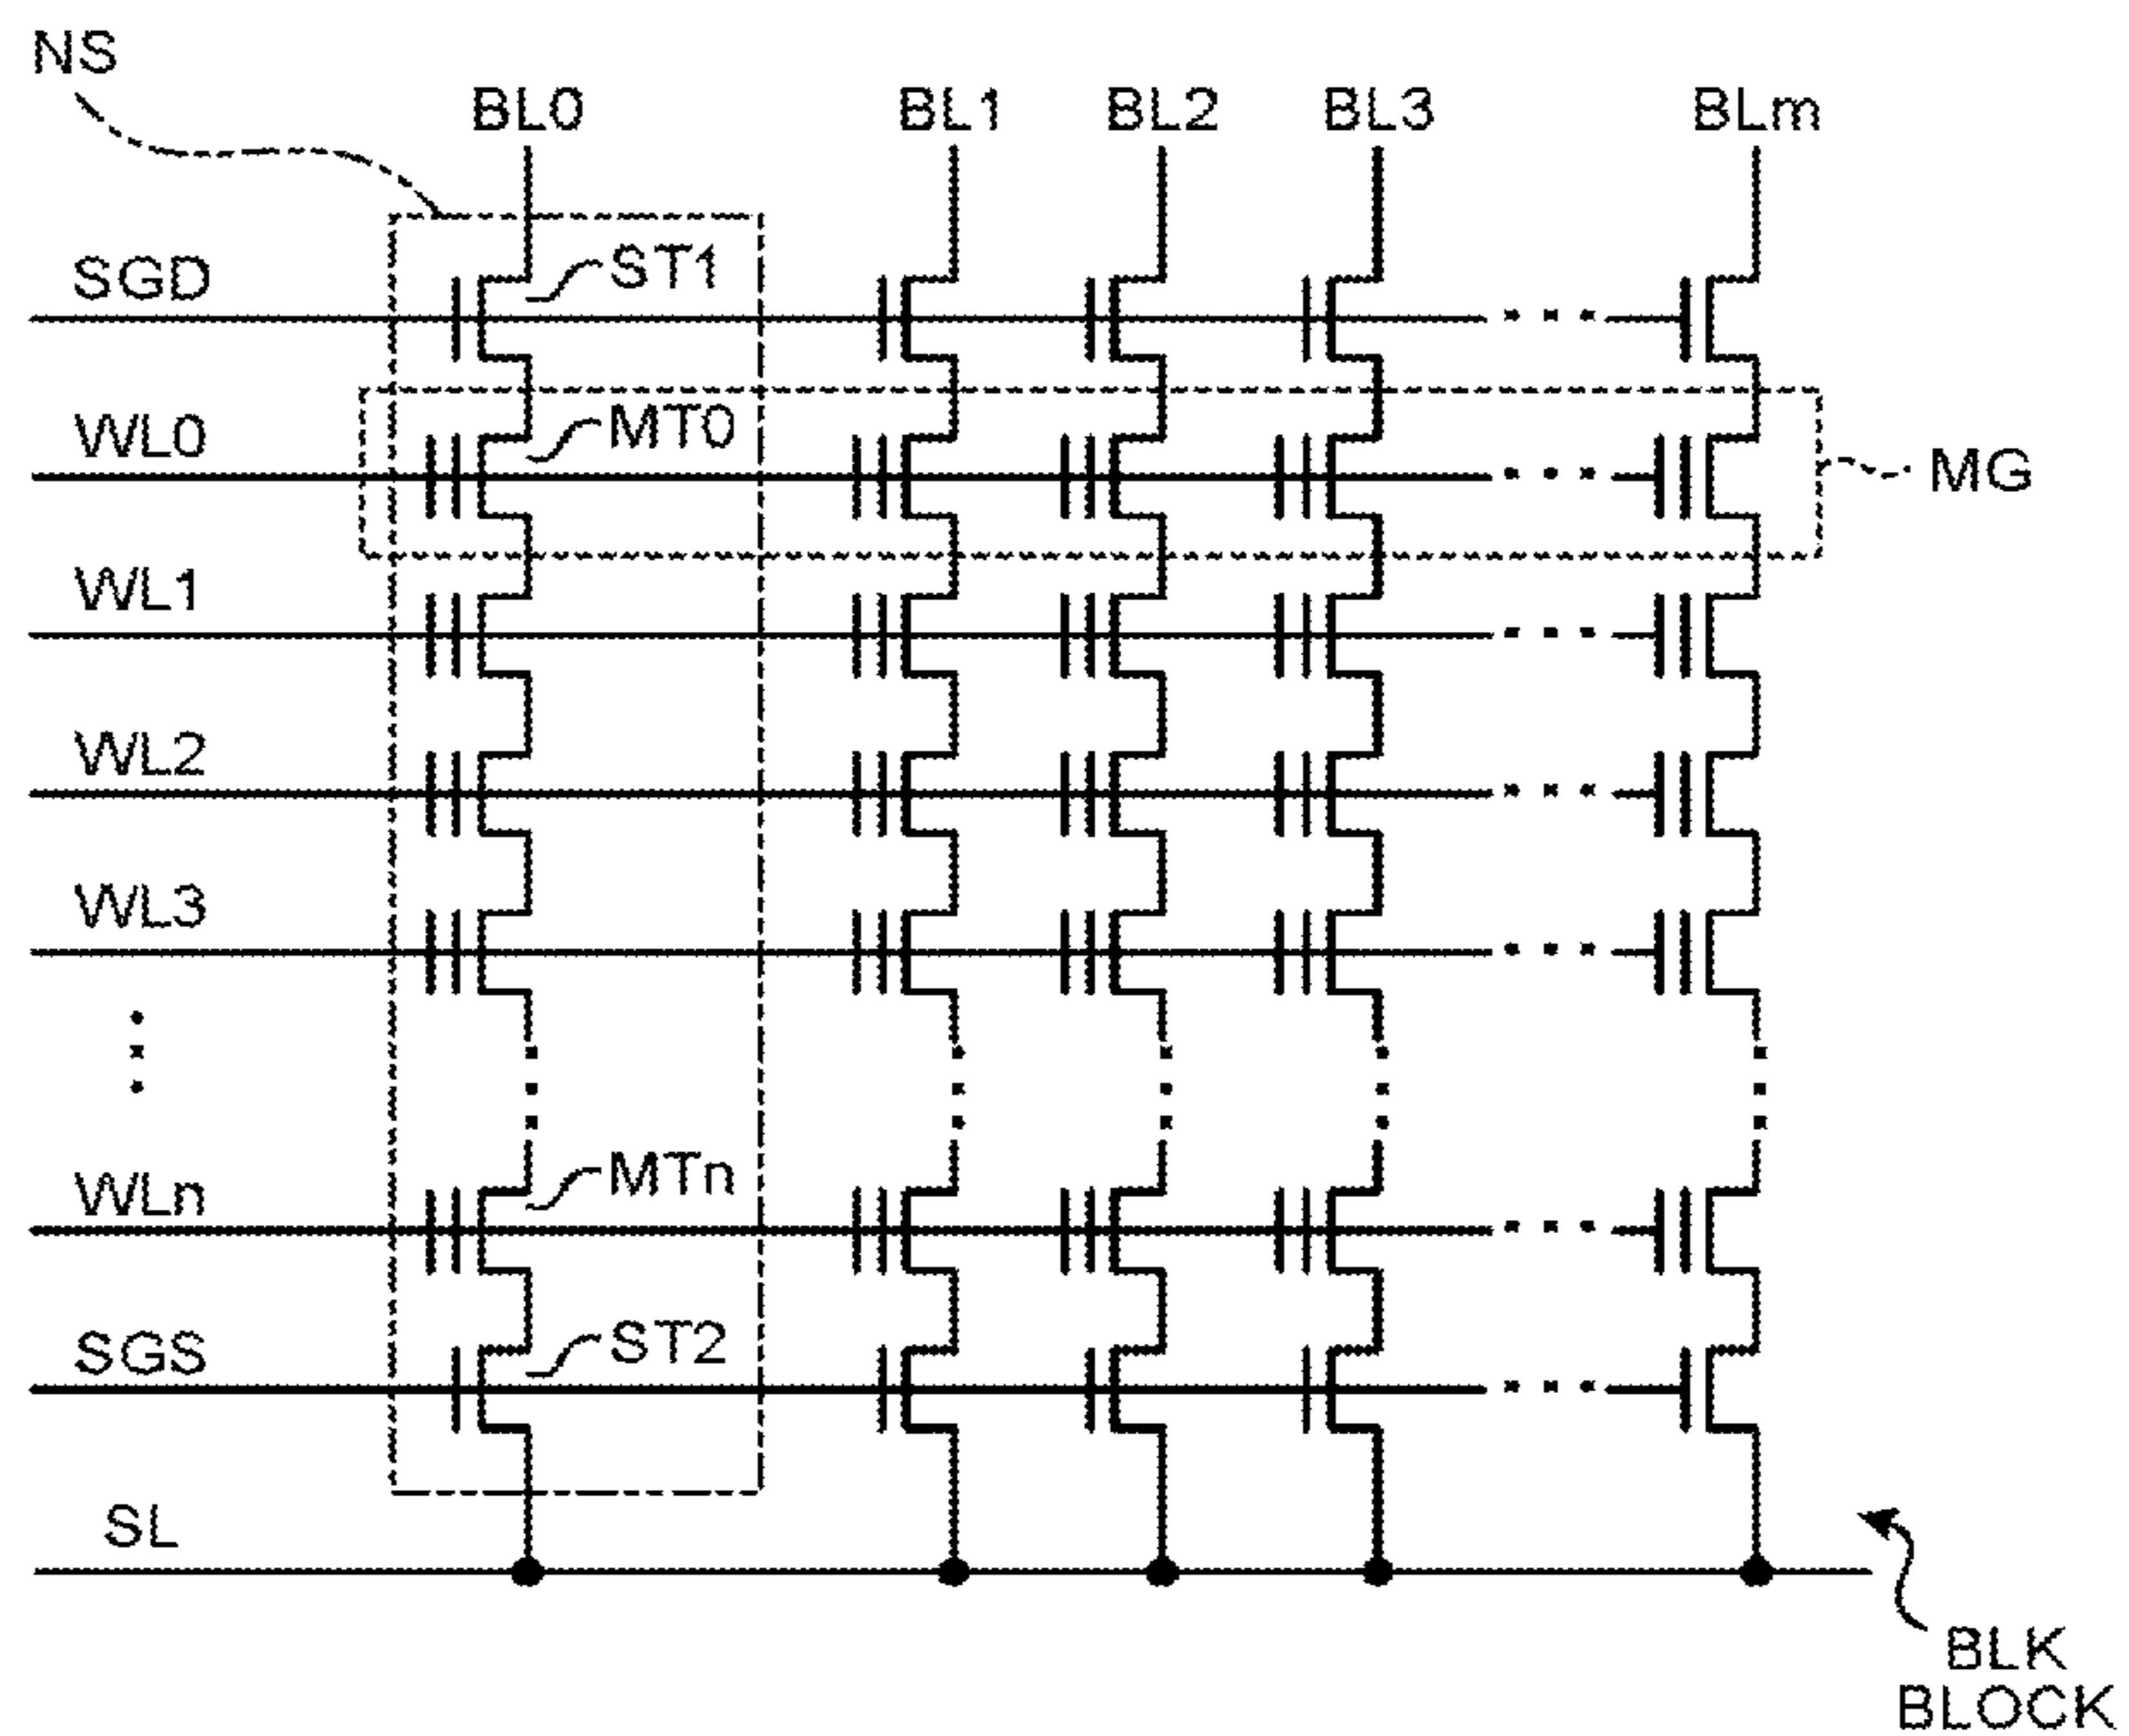 NS
BL0 BL1 BL2 BL3 BLm
SGD
ST1
WL0
MT0
MG
WL1
WL2
WL3
WLn
MTn
SGS
ST2
SL
BLK
BLOCK